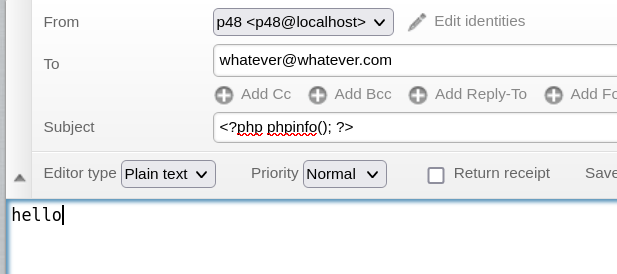 From p48 <p48@localhost> Edit identities
To whatever@whatever.com
Add Cc Add Bcc Add Reply-To Add Fo
Subject <?php phpinfo(); ?>
Editor type Plain text Priority Normal Return receipt Save
hello